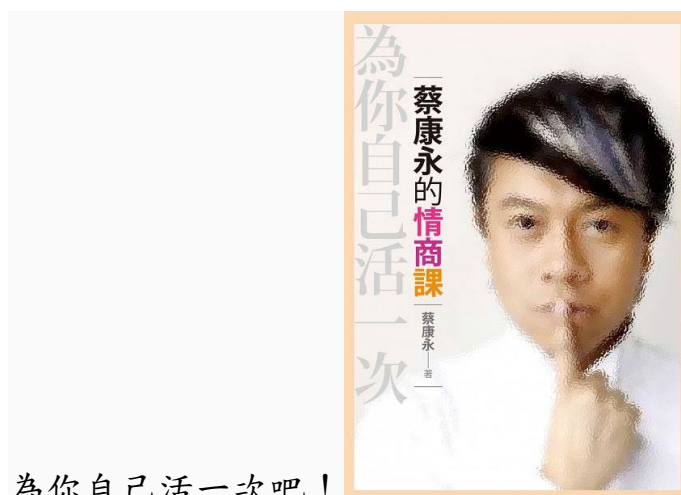 為你自己活一次
蔡康永的情商課
蔡康永 著
為你自己活一次吧！